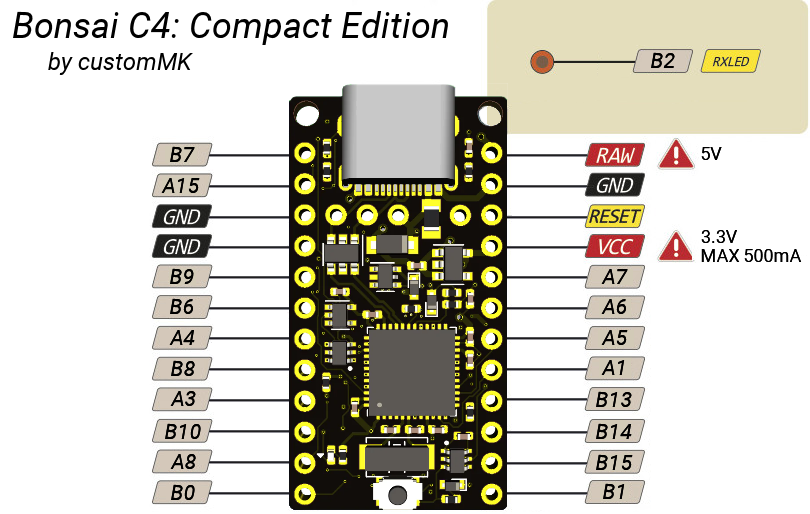 Bonsai C4: Compact Edition
by customMK
B2 RXLED
B7 RAW 5V
A15 GND
GND RESET
GND VCC 3.3V
MAX 500mA
B9 A7
B6 A6
A4 A5
B8 A1
A3 B13
B10 B14
A8 B15
B0 B1